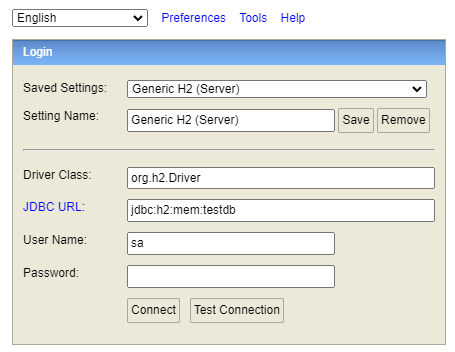 English Preferences Tools Help
Login
Saved Settings: Generic H2 (Server)
Setting Name: Generic H2 (Server) Save Remove
Driver Class: org.h2.Driver
JDBC URL: jdbc:h2:mem:testdb
User Name: sa
Password:
Connect Test Connection